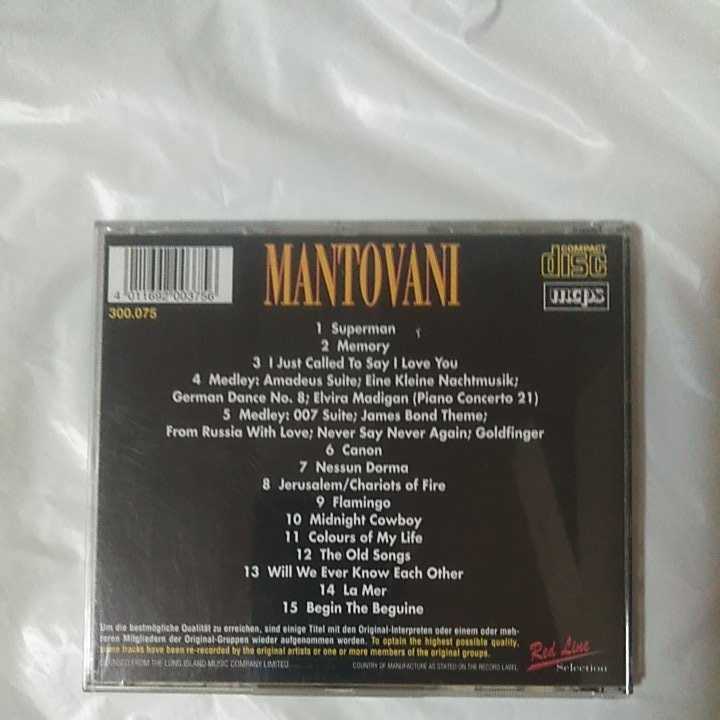 MANTOVANI
COMPACT
disc
mcps
4 011692 003756
300.075
1 Superman
2 Memory
3 I Just Called To Say I Love You
4 Medley: Amadeus Suite; Eine Kleine Nachtmusik;
German Dance No. 8; Elvira Madigan (Piano Concerto 21)
5 Medley: 007 Suite; James Bond Theme;
From Russia With Love; Never Say Never Again; Goldfinger
6 Canon
7 Nessun Dorma
8 Jerusalem/Chariots of Fire
9 Flamingo
10 Midnight Cowboy
11 Colours of My Life
12 The Old Songs
13 Will We Ever Know Each Other
14 La Mer
15 Begin The Beguine
Um die bestmögliche Qualität zu erreichen, sind einige Titel mit den Original-Interpreten oder einem oder meh-
reren Mitgliedern der Original-Gruppen wieder aufgenommen worden. To optain the highest possible quality,
some tracks have been re-recorded by the original artists or one or more members of the original groups.
LICENSED FROM THE LONG ISLAND MUSIC COMPANY LIMITED. COUNTRY OF MANUFACTURE AS STATED ON THE RECORD LABEL.
Red Line
Selection